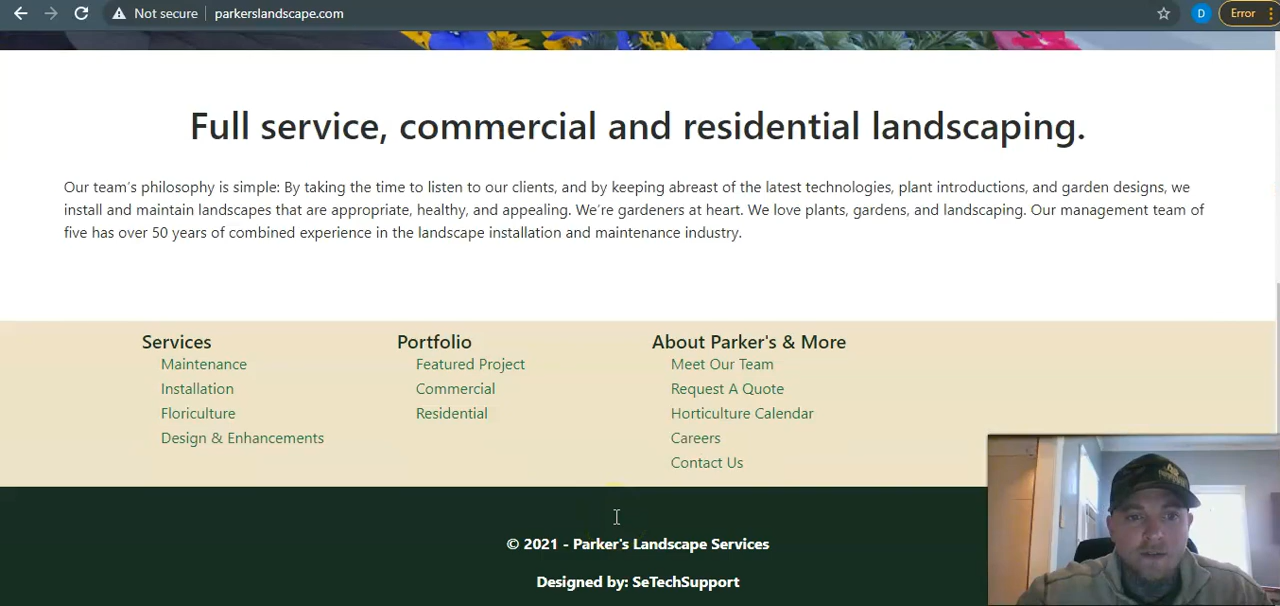 Not secure
parkerslandscape.com
D
Error
Full service, commercial and residential landscaping.
Our team's philosophy is simple: By taking the time to listen to our clients, and by keeping abreast of the latest technologies, plant introductions, and garden designs, we
install and maintain landscapes that are appropriate, healthy, and appealing. We're gardeners at heart. We love plants, gardens, and landscaping. Our management team of
five has over 50 years of combined experience in the landscape installation and maintenance industry.
Services
Maintenance
Installation
Floriculture
Design & Enhancements
Portfolio
Featured Project
Commercial
Residential
About Parker's & More
Meet Our Team
Request A Quote
Horticulture Calendar
Careers
Contact Us
© 2021 - Parker's Landscape Services
Designed by: SeTechSupport